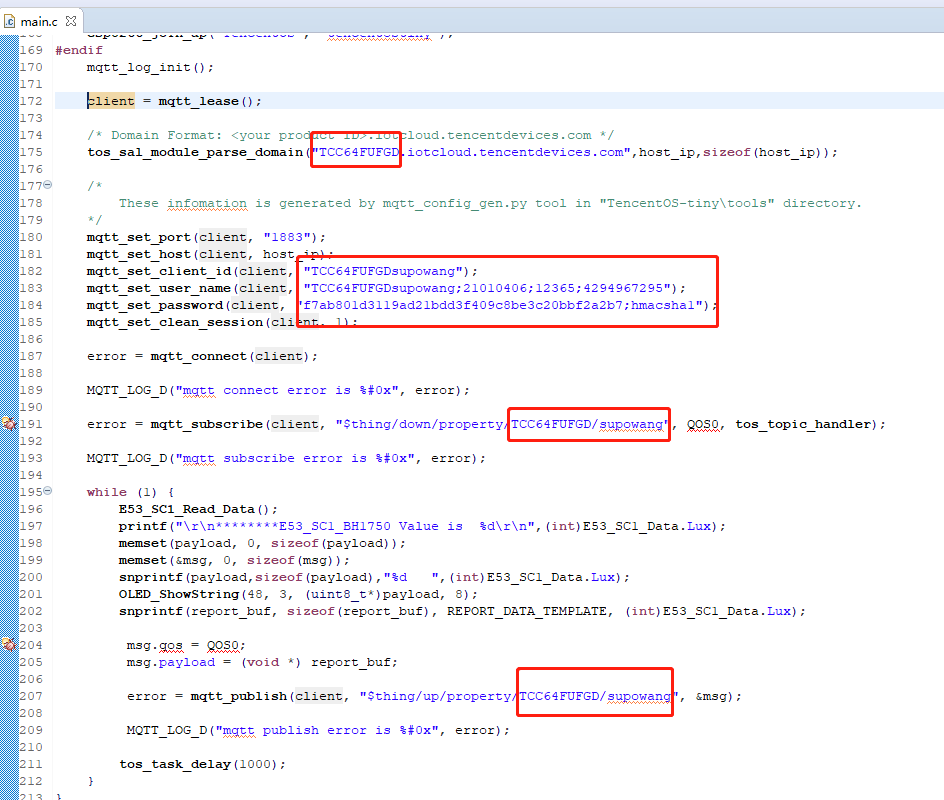 main.c
169 #endif
170 mqtt_log_init();
171
172 client = mqtt_lease();
173
174 /* Domain Format: <your product ID>.iotcloud.tencentdevices.com */
175 tos_sal_module_parse_domain("TCC64FUFGD.iotcloud.tencentdevices.com",host_ip,sizeof(host_ip));
176
177 /*
178 These infomation is generated by mqtt_config_gen.py tool in "TencentOS-tiny\tools" directory.
179 */
180 mqtt_set_port(client, "1883");
181 mqtt_set_host(client, host_ip);
182 mqtt_set_client_id(client, "TCC64FUFGDsupowang");
183 mqtt_set_user_name(client, "TCC64FUFGDsupowang;21010406;12365;4294967295");
184 mqtt_set_password(client, "f7ab801d3119ad21bdd3f409c8be3c20bbf2a2b7;hmacsha1");
185 mqtt_set_clean_session(client, 1);
186
187 error = mqtt_connect(client);
188
189 MQTT_LOG_D("mqtt connect error is %#0x", error);
190
191 error = mqtt_subscribe(client, "$thing/down/property/TCC64FUFGD/supowang", QOS0, tos_topic_handler);
192
193 MQTT_LOG_D("mqtt subscribe error is %#0x", error);
194
195 while (1) {
196 E53_SC1_Read_Data();
197 printf("\r\n********E53_SC1_BH1750 Value is %d\r\n",(int)E53_SC1_Data.Lux);
198 memset(payload, 0, sizeof(payload));
199 memset(&msg, 0, sizeof(msg));
200 snprintf(payload,sizeof(payload),"%d   ",(int)E53_SC1_Data.Lux);
201 OLED_ShowString(48, 3, (uint8_t*)payload, 8);
202 snprintf(report_buf, sizeof(report_buf), REPORT_DATA_TEMPLATE, (int)E53_SC1_Data.Lux);
203
204 msg.qos = QOS0;
205 msg.payload = (void *) report_buf;
206
207 error = mqtt_publish(client, "$thing/up/property/TCC64FUFGD/supowang", &msg);
208
209 MQTT_LOG_D("mqtt publish error is %#0x", error);
210
211 tos_task_delay(1000);
212 }
213 }